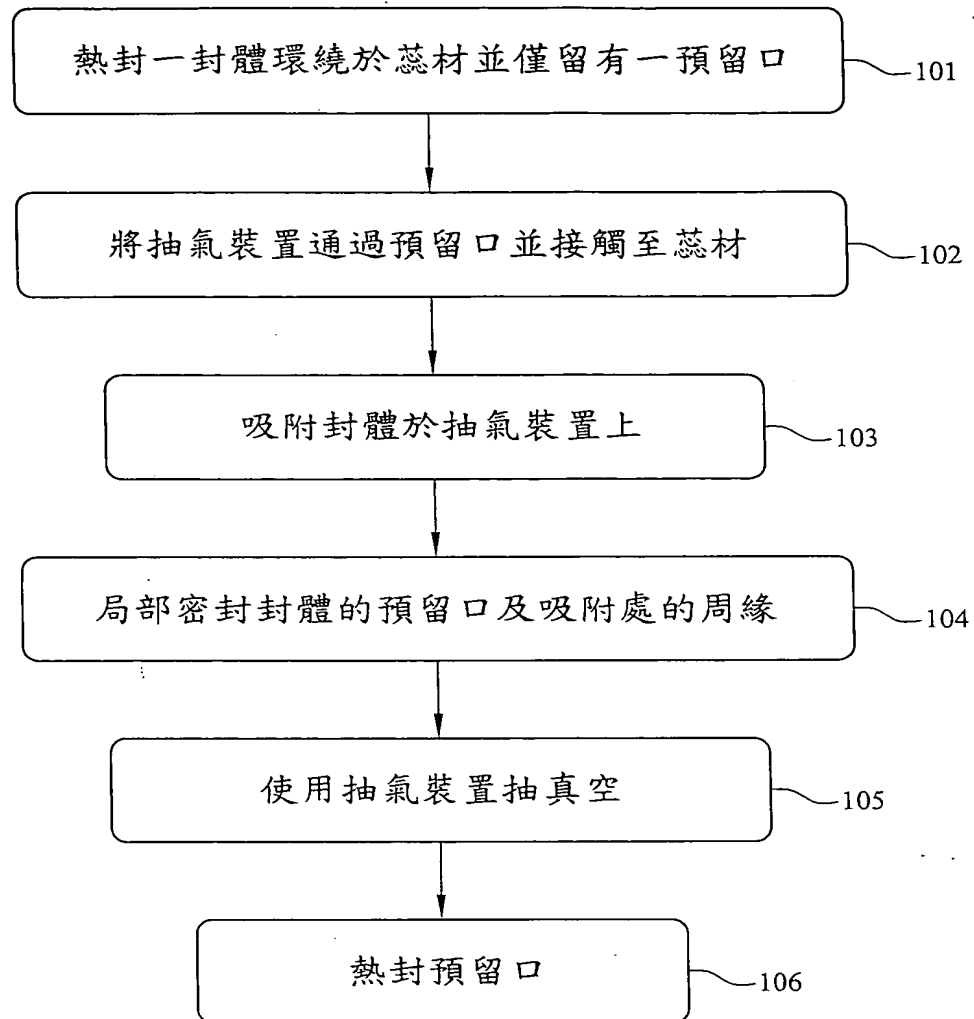 熱封一封體環繞於蕊材並僅留有一預留口
101
將抽氣裝置通過預留口並接觸至蕊材
102
吸附封體於抽氣裝置上
103
局部密封封體的預留口及吸附處的周緣
104
使用抽氣裝置抽真空
105
熱封預留口
106